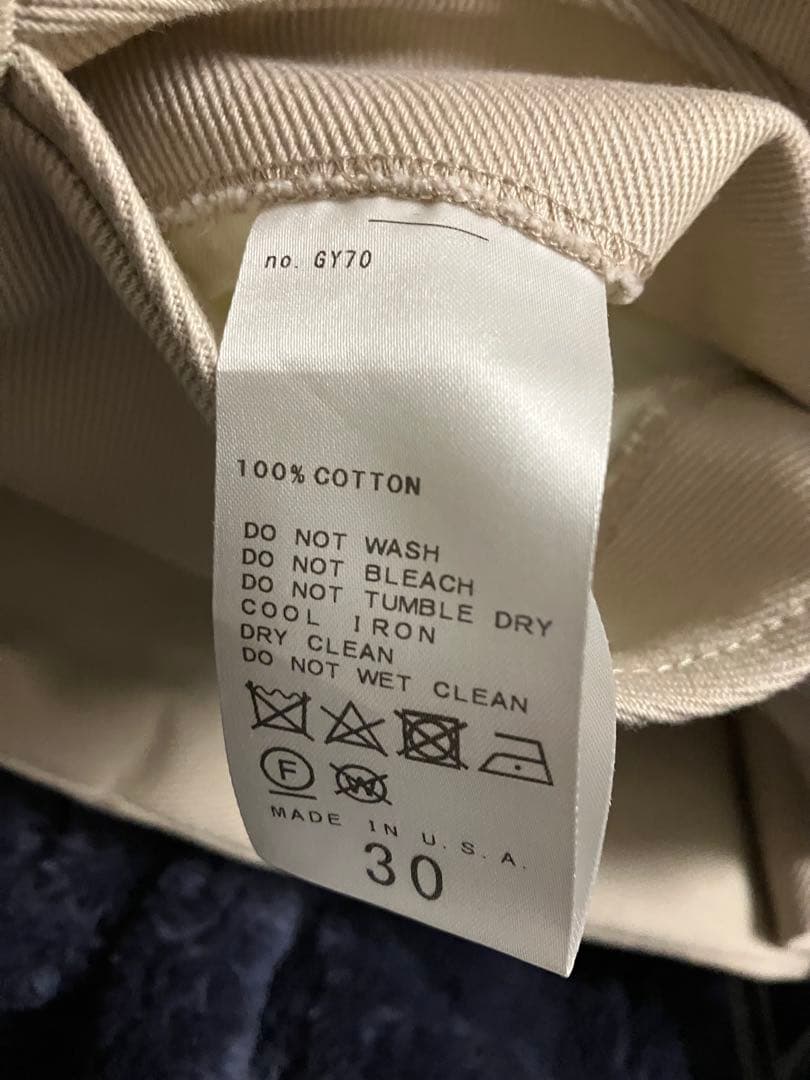 no. GY70
100% COTTON
DO NOT WASH
DO NOT BLEACH
DO NOT TUMBLE DRY
COOL IRON
DRY CLEAN
DO NOT WET CLEAN
F W
MADE IN U.S.A.
30